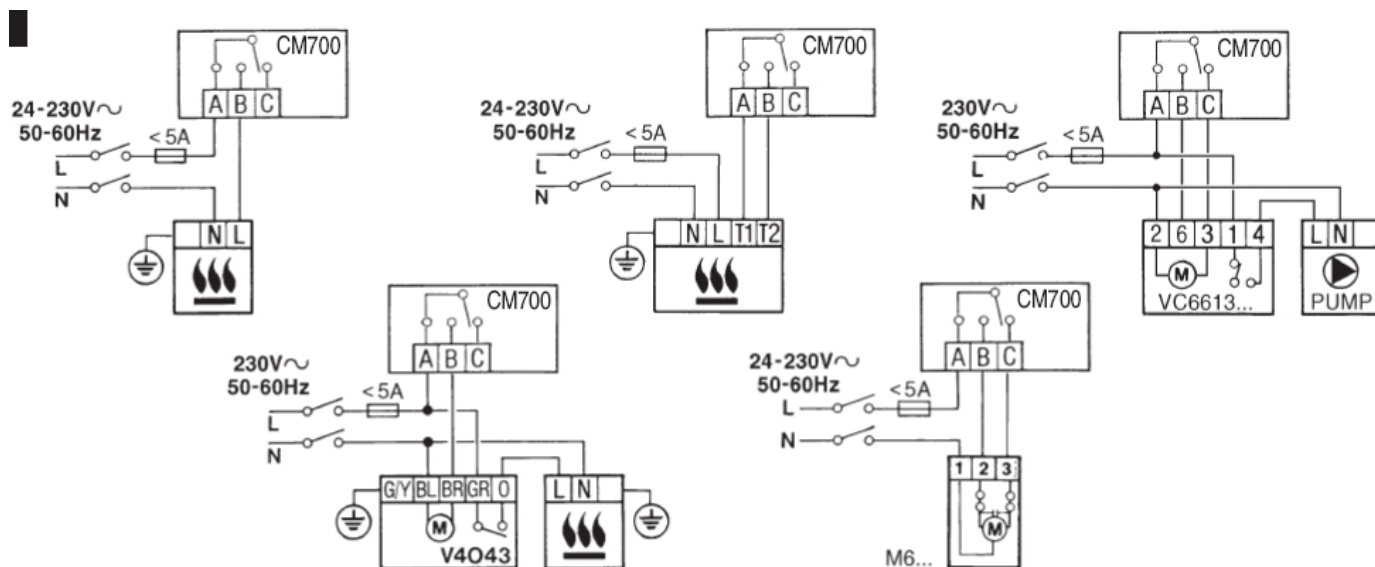 CM700
A B C
24-230V~
50-60Hz
<5A
L
N
N L
CM700
A B C
24-230V~
50-60Hz
<5A
L
N
N L T1 T2
CM700
A B C
230V~
50-60Hz
<5A
L
N
2 6 3 1 4
M
VC6613...
L N
PUMP
CM700
A B C
230V~
50-60Hz
<5A
L
N
G/Y BL BR GR O
M
V4043
L N
CM700
A B C
24-230V~
50-60Hz
<5A
L
N
1 2 3
M
M6...